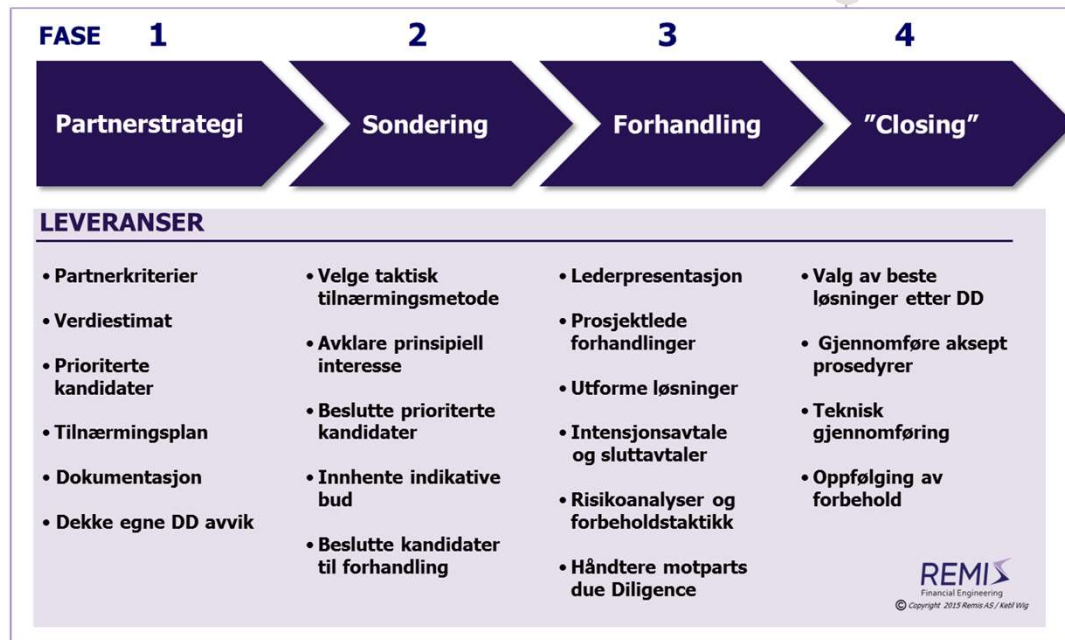 FASE 1 2 3 4
Partnerstrategi
Sondering
Forhandling
”Closing”
LEVERANSER
• Partnerkriterier
• Verdiestimat
• Prioriterte
kandidater
• Tilnærmingsplan
• Dokumentasjon
• Dekke egne DD avvik
• Velge taktisk
tilnærmingsmetode
• Avklare prinsipiell
interesse
• Beslutte prioriterte
kandidater
• Innhente indikative
bud
• Beslutte kandidater
til forhandling
• Lederpresentasjon
• Prosjektlede
forhandlinger
• Utforme løsninger
• Intensjonsavtale
og sluttavtaler
• Risikoanalyser og
forbeholdstaktikk
• Håndtere motparts
due Diligence
• Valg av beste
løsninger etter DD
• Gjennomføre aksept
prosedyrer
• Teknisk
gjennomføring
• Oppfølging av
forbehold
REMIS
Financial Engineering
© Copyright 2015 Remis AS / Ketil Wig